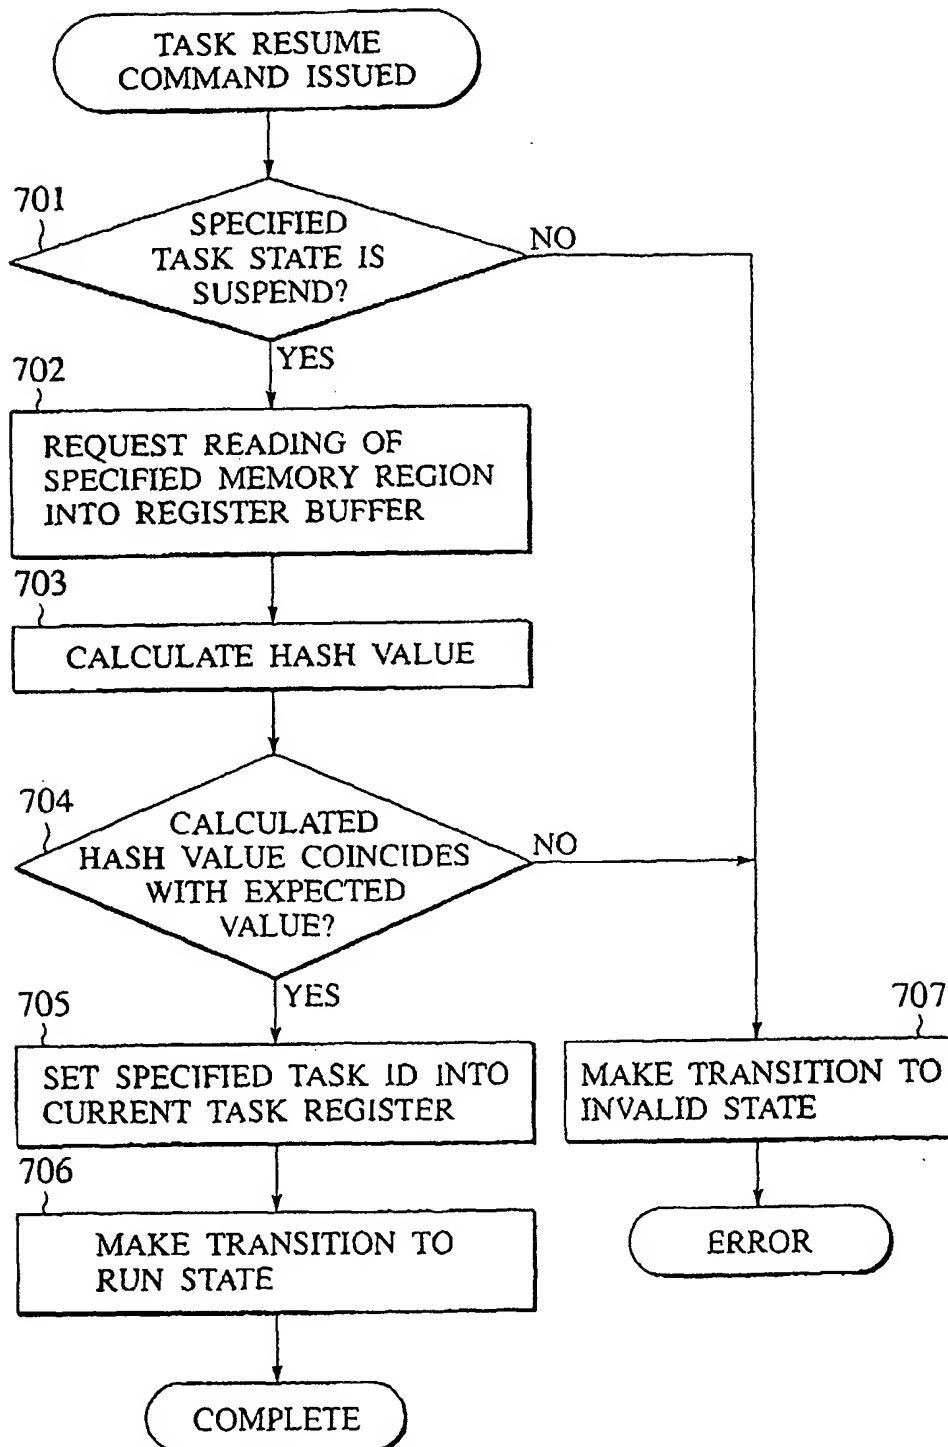 TASK RESUME
COMMAND ISSUED
701
SPECIFIED
TASK STATE IS
SUSPEND?
NO
YES
702
REQUEST READING OF
SPECIFIED MEMORY REGION
INTO REGISTER BUFFER
703
CALCULATE HASH VALUE
704
CALCULATED
HASH VALUE COINCIDES
WITH EXPECTED
VALUE?
NO
YES
705
SET SPECIFIED TASK ID INTO
CURRENT TASK REGISTER
707
MAKE TRANSITION TO
INVALID STATE
706
MAKE TRANSITION TO
RUN STATE
ERROR
COMPLETE